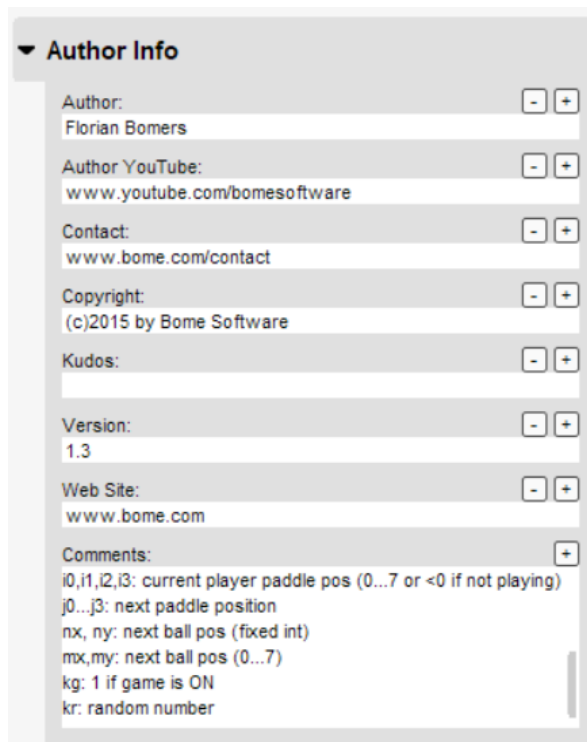 Author Info
Author:
- +
Florian Bomers
Author YouTube:
- +
www.youtube.com/bomesoftware
Contact:
- +
www.bome.com/contact
Copyright:
- +
(c)2015 by Bome Software
Kudos:
- +
Version:
- +
1.3
Web Site:
- +
www.bome.com
Comments:
+
i0,i1,i2,i3: current player paddle pos (0...7 or <0 if not playing)
j0...j3: next paddle position
nx, ny: next ball pos (fixed int)
mx,my: next ball pos (0...7)
kg: 1 if game is ON
kr: random number